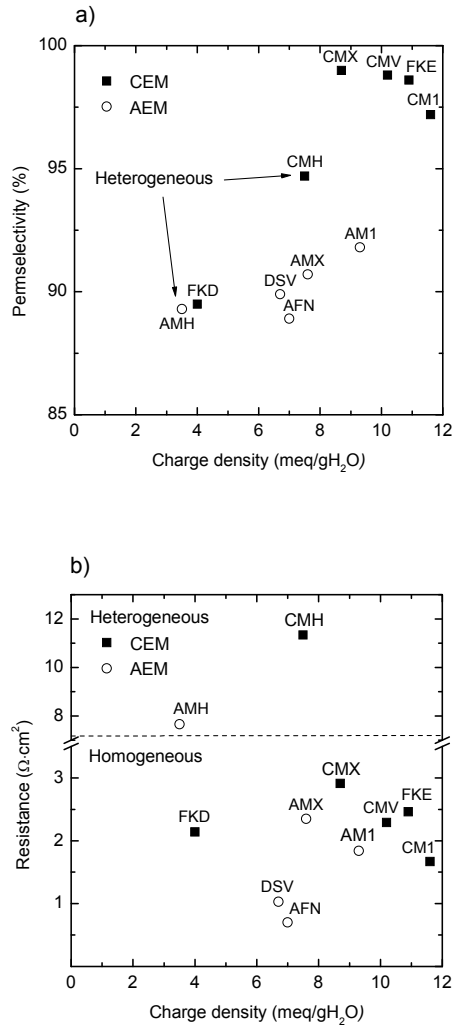 a)
100
95
90
85
Permselectivity (%)
CEM
AEM
Heterogeneous
CMX
CMV
FKE
CM1
CMH
AM1
AMX
DSV
AFN
FKD
AMH
0 2 4 6 8 10 12
Charge density (meq/gH₂O)
b)
12
11
10
9
8
3
2
1
Resistance (Ω·cm²)
Heterogeneous
CEM
AEM
CMH
AMH
Homogeneous
CMX
FKE
AMX
CMV
FKD
AM1
CM1
DSV
AFN
0 2 4 6 8 10 12
Charge density (meq/gH₂O)